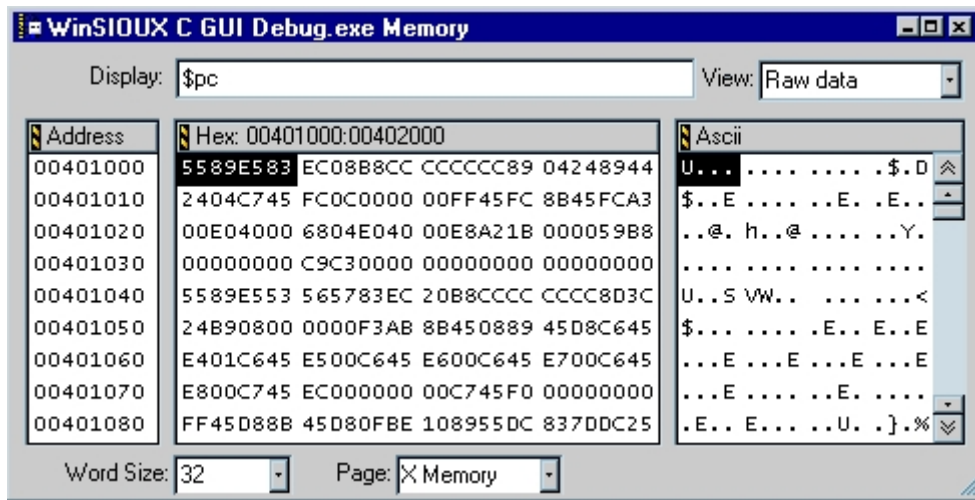 WinSIOUX C GUI Debug.exe Memory
Display: $pc View: Raw data
Address Hex: 00401000:00402000 Ascii
00401000 5589E583 EC08B8CC CCCCCC89 04248944 U... .... .... .$.D
00401010 2404C745 FC0C0000 00FF45FC 8B45FCA3 $..E .... ..E. .E..
00401020 00E04000 6804E040 00E8A21B 000059B8 ..@. h..@ .... ..Y.
00401030 00000000 C9C30000 00000000 00000000 .... .... .... ....
00401040 5589E553 565783EC 20B8CCCC CCCC8D3C U..S VW.. ... ...<
00401050 24B90800 0000F3AB 8B450889 45D8C645 $... .... .E.. E..E
00401060 E401C645 E500C645 E600C645 E700C645 ...E ...E ...E ...E
00401070 E800C745 EC000000 00C745F0 00000000 ...E .... ..E. ....
00401080 FF45D88B 45D80FBE 108955DC 837DDC25 .E.. E... ..U. .}.%
Word Size: 32 Page: X Memory